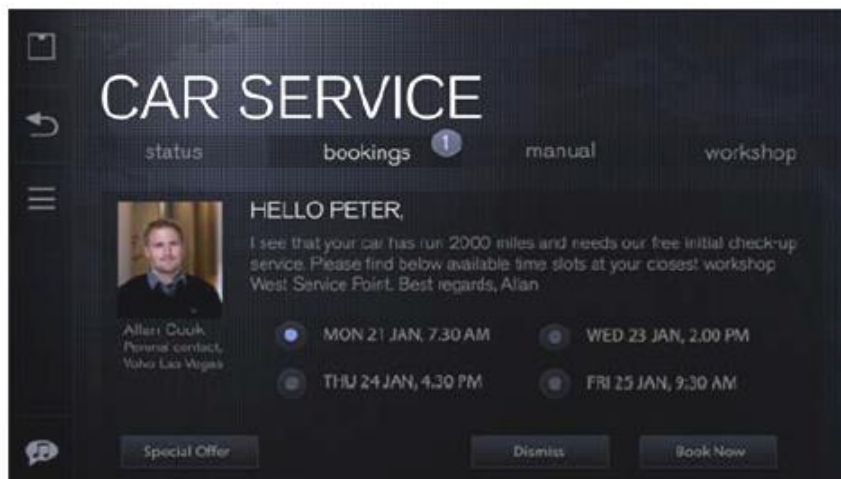 CAR SERVICE
status
bookings
1
manual
workshop
HELLO PETER,
I see that your car has run 2000 miles and needs our free initial check-up
service. Please find below available time slots at your closest workshop
West Service Point. Best regards, Allan
Allan Cuuk
Peronal contact,
Volvo Las Vegas
MON 21 JAN, 7.30 AM
WED 23 JAN, 2.00 PM
THU 24 JAN, 4.30 PM
FRI 25 JAN, 9:30 AM
Special Offer
Dismiss
Book Now